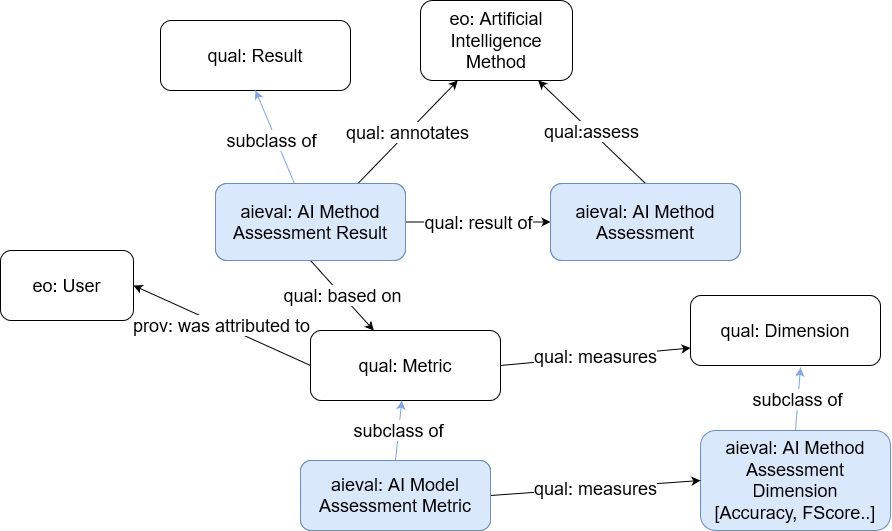 eo: Artificial
Intelligence
Method
qual: Result
subclass of
qual: annotates
qual:assess
aieval: AI Method
Assessment Result
qual: result of
aieval: AI Method
Assessment
eo: User
qual: based on
prov: was attributed to
qual: Metric
qual: measures
qual: Dimension
subclass of
subclass of
aieval: AI Model
Assessment Metric
qual: measures
aieval: AI Method
Assessment
Dimension
[Accuracy, FScore..]